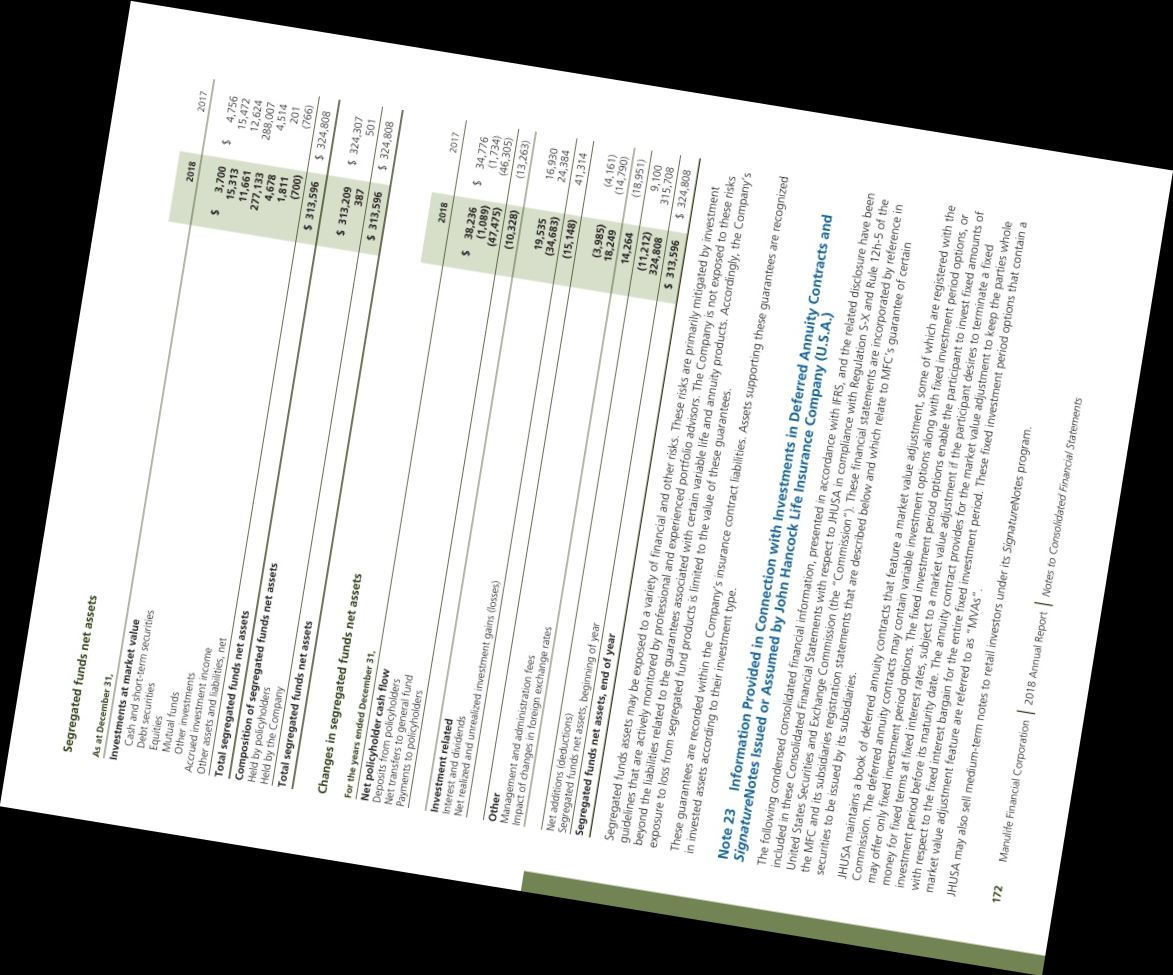 Segregated funds net assets
As at December 31, 2018 2017
Investments at market value
Cash and short-term securities $ 3,700 $ 4,756
Debt securities 15,313 15,472
Equities 11,661 12,624
Mutual funds 277,133 288,007
Other investments 4,678 4,514
Accrued investment income 1,811 201
Other assets and liabilities, net (700) (766)
Total segregated funds net assets $ 313,596 $ 324,808
Composition of segregated funds net assets
Held by policyholders $ 313,209 $ 324,307
Held by the Company 387 501
Total segregated funds net assets $ 313,596 $ 324,808
Changes in segregated funds net assets
For the years ended December 31, 2018 2017
Net policyholder cash flow
Deposits from policyholders $ 38,236 $ 34,776
Net transfers to general fund (1,089) (1,734)
Payments to policyholders (47,475) (46,305)
(10,328) (13,263)
Investment related
Interest and dividends 19,535 16,930
Net realized and unrealized investment gains (losses) (34,683) 24,384
(15,148) 41,314
Other
Management and administration fees (3,985) (4,161)
Impact of changes in foreign exchange rates 18,249 (14,790)
14,264 (18,951)
Net additions (deductions) (11,212) 9,100
Segregated funds net assets, beginning of year 324,808 315,708
Segregated funds net assets, end of year $ 313,596 $ 324,808
Segregated funds assets may be exposed to a variety of financial and other risks. These risks are primarily mitigated by investment
guidelines that are actively monitored by professional and experienced portfolio advisors. The Company is not exposed to these risks
beyond the liabilities related to the guarantees associated with certain variable life and annuity products. Accordingly, the Company's
exposure to loss from segregated fund products is limited to the value of these guarantees.
These guarantees are recorded within the Company's insurance contract liabilities. Assets supporting these guarantees are recognized
in invested assets according to their investment type.
Note 23 Information Provided in Connection with Investments in Deferred Annuity Contracts and
SignatureNotes Issued or Assumed by John Hancock Life Insurance Company (U.S.A.)
The following condensed consolidated financial information, presented in accordance with IFRS, and the related disclosure have been
included in these Consolidated Financial Statements with respect to JHUSA in compliance with Regulation S-X and Rule 12h-5 of the
United States Securities and Exchange Commission (the "Commission"). These financial statements are incorporated by reference in
the MFC and its subsidiaries registration statements that are described below and which relate to MFC's guarantee of certain
securities to be issued by its subsidiaries.
JHUSA maintains a book of deferred annuity contracts that feature a market value adjustment, some of which are registered with the
Commission. The deferred annuity contracts may contain variable investment options along with fixed investment period options, or
may offer only fixed investment period options. The fixed investment period options enable the participant to invest fixed amounts of
money for fixed terms at fixed interest rates, subject to a market value adjustment if the participant desires to terminate a fixed
investment period before its maturity date. The annuity contract provides for the market value adjustment to keep the parties whole
with respect to the fixed interest bargain for the entire fixed investment period. These fixed investment period options that contain a
market value adjustment feature are referred to as "MVAs".
JHUSA may also sell medium-term notes to retail investors under its SignatureNotes program.
172 Manulife Financial Corporation | 2018 Annual Report | Notes to Consolidated Financial Statements